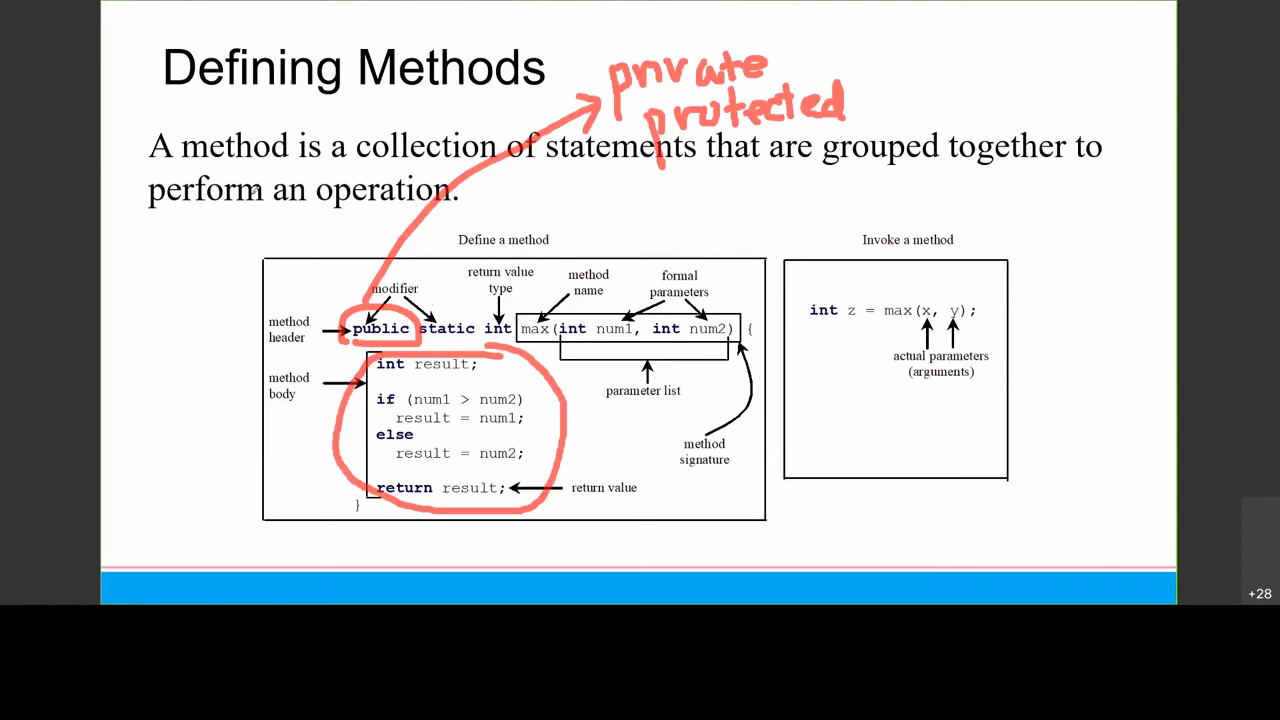 Defining Methods
private
protected
A method is a collection of statements that are grouped together to
perform an operation.
Define a method
Invoke a method
modifier
return value
type
method
name
formal
parameters
method
header
public static int max(int num1, int num2) {
int z = max(x, y);
actual parameters
(arguments)
method
body
int result;
parameter list
if (num1 > num2)
result = num1;
else
result = num2;
method
signature
return result;
return value
}
+28